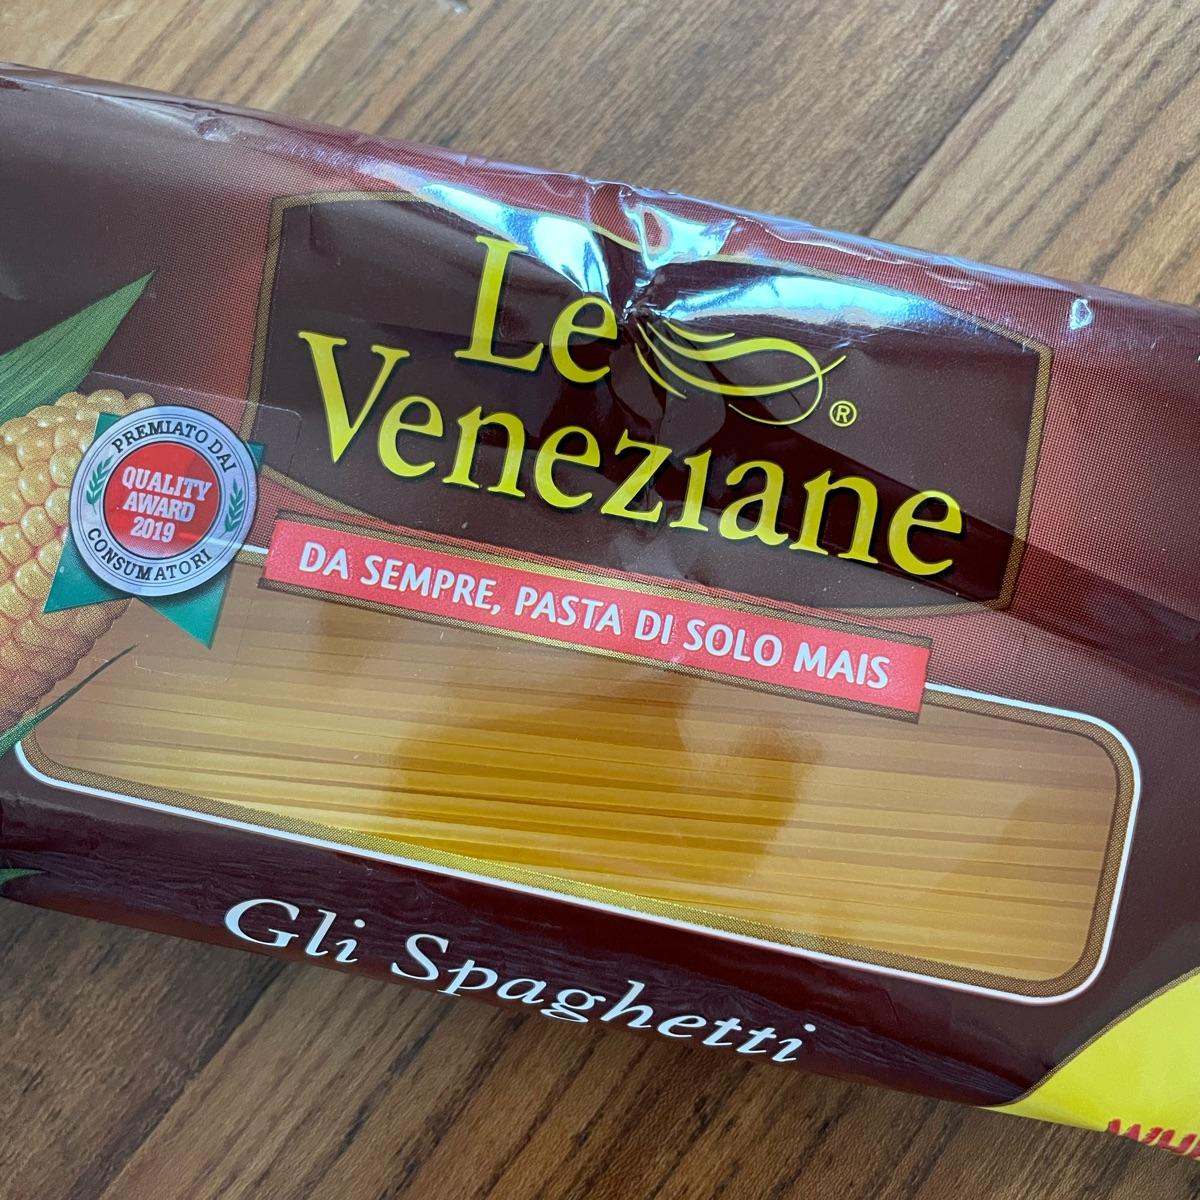 Le
Veneziane®
PREMIATO DAI
QUALITY
AWARD
2019
CONSUMATORI
DA SEMPRE, PASTA DI SOLO MAIS
Gli Spaghetti